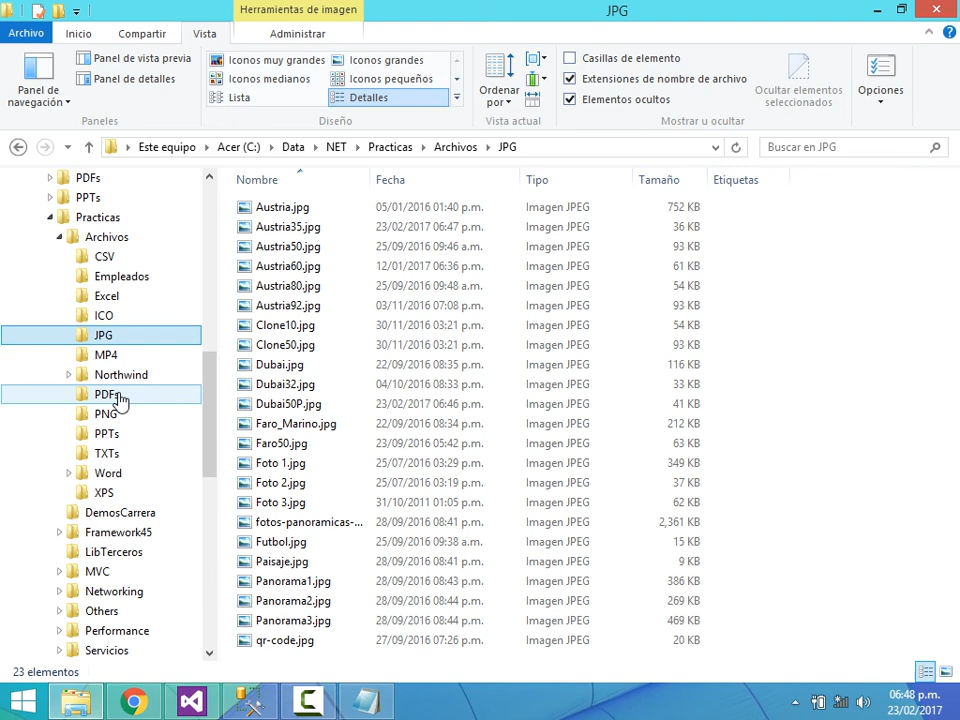 Herramientas de imagen
JPG
Archivo
Inicio
Compartir
Vista
Administrar
Panel de navegación
Panel de vista previa
Panel de detalles
Paneles
Iconos muy grandes
Iconos grandes
Iconos medianos
Iconos pequeños
Lista
Detalles
Diseño
Ordenar por
Vista actual
Casillas de elemento
Extensiones de nombre de archivo
Elementos ocultos
Ocultar elementos seleccionados
Mostrar u ocultar
Opciones
Este equipo
Acer (C:)
Data
NET
Practicas
Archivos
JPG
Buscar en JPG
PDFs
PPTs
Practicas
Archivos
CSV
Empleados
Excel
ICO
JPG
MP4
Northwind
PDFs
PNG
PPTs
TXTs
Word
XPS
DemosCarrera
Framework45
LibTerceros
MVC
Networking
Others
Performance
Servicios
Nombre Fecha Tipo Tamaño Etiquetas
Austria.jpg 05/01/2016 01:40 p.m. Imagen JPEG 752 KB
Austria35.jpg 23/02/2017 06:47 p.m. Imagen JPEG 36 KB
Austria50.jpg 25/09/2016 09:46 a.m. Imagen JPEG 93 KB
Austria60.jpg 12/01/2017 06:36 p.m. Imagen JPEG 61 KB
Austria80.jpg 25/09/2016 09:48 a.m. Imagen JPEG 54 KB
Austria92.jpg 03/11/2016 07:08 p.m. Imagen JPEG 93 KB
Clone10.jpg 30/11/2016 03:21 p.m. Imagen JPEG 54 KB
Clone50.jpg 30/11/2016 03:21 p.m. Imagen JPEG 93 KB
Dubai.jpg 22/09/2016 08:35 p.m. Imagen JPEG 116 KB
Dubai32.jpg 04/10/2016 08:33 p.m. Imagen JPEG 33 KB
Dubai50P.jpg 23/02/2017 06:46 p.m. Imagen JPEG 41 KB
Faro_Marino.jpg 22/09/2016 08:34 p.m. Imagen JPEG 212 KB
Faro50.jpg 23/09/2016 05:42 p.m. Imagen JPEG 63 KB
Foto 1.jpg 25/07/2016 03:29 p.m. Imagen JPEG 349 KB
Foto 2.jpg 25/07/2016 03:19 p.m. Imagen JPEG 37 KB
Foto 3.jpg 31/10/2011 01:05 p.m. Imagen JPEG 62 KB
fotos-panoramicas-... 28/09/2016 08:41 p.m. Imagen JPEG 2,361 KB
Futbol.jpg 25/09/2016 09:38 a.m. Imagen JPEG 15 KB
Paisaje.jpg 28/09/2016 08:41 p.m. Imagen JPEG 9 KB
Panorama1.jpg 28/09/2016 08:43 p.m. Imagen JPEG 386 KB
Panorama2.jpg 28/09/2016 08:44 p.m. Imagen JPEG 269 KB
Panorama3.jpg 28/09/2016 08:44 p.m. Imagen JPEG 469 KB
qr-code.jpg 27/09/2016 07:26 p.m. Imagen JPEG 20 KB
23 elementos
06:48 p.m.
23/02/2017